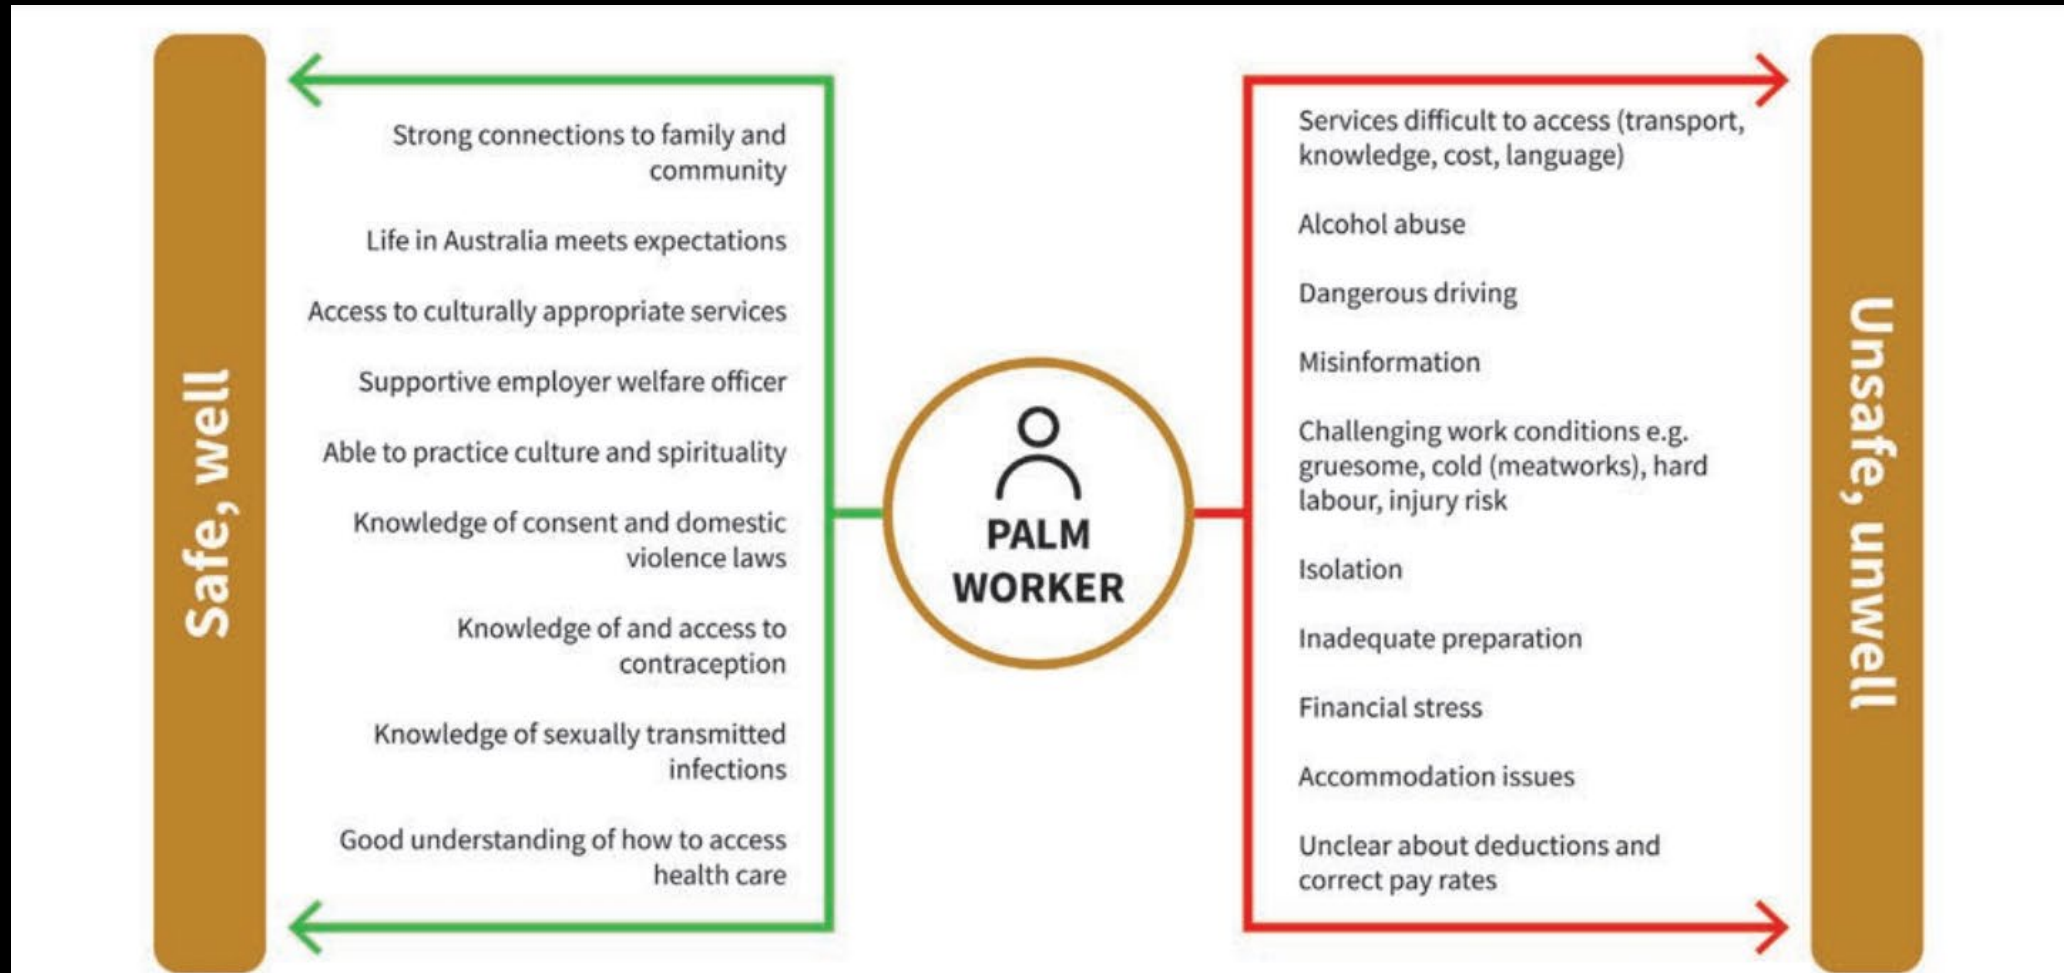 Safe, well
Strong connections to family and
community
Life in Australia meets expectations
Access to culturally appropriate services
Supportive employer welfare officer
Able to practice culture and spirituality
Knowledge of consent and domestic
violence laws
Knowledge of and access to
contraception
Knowledge of sexually transmitted
infections
Good understanding of how to access
health care
PALM
WORKER
Services difficult to access (transport,
knowledge, cost, language)
Alcohol abuse
Dangerous driving
Misinformation
Challenging work conditions e.g.
gruesome, cold (meatworks), hard
labour, injury risk
Isolation
Inadequate preparation
Financial stress
Accommodation issues
Unclear about deductions and
correct pay rates
Unsafe, unwell